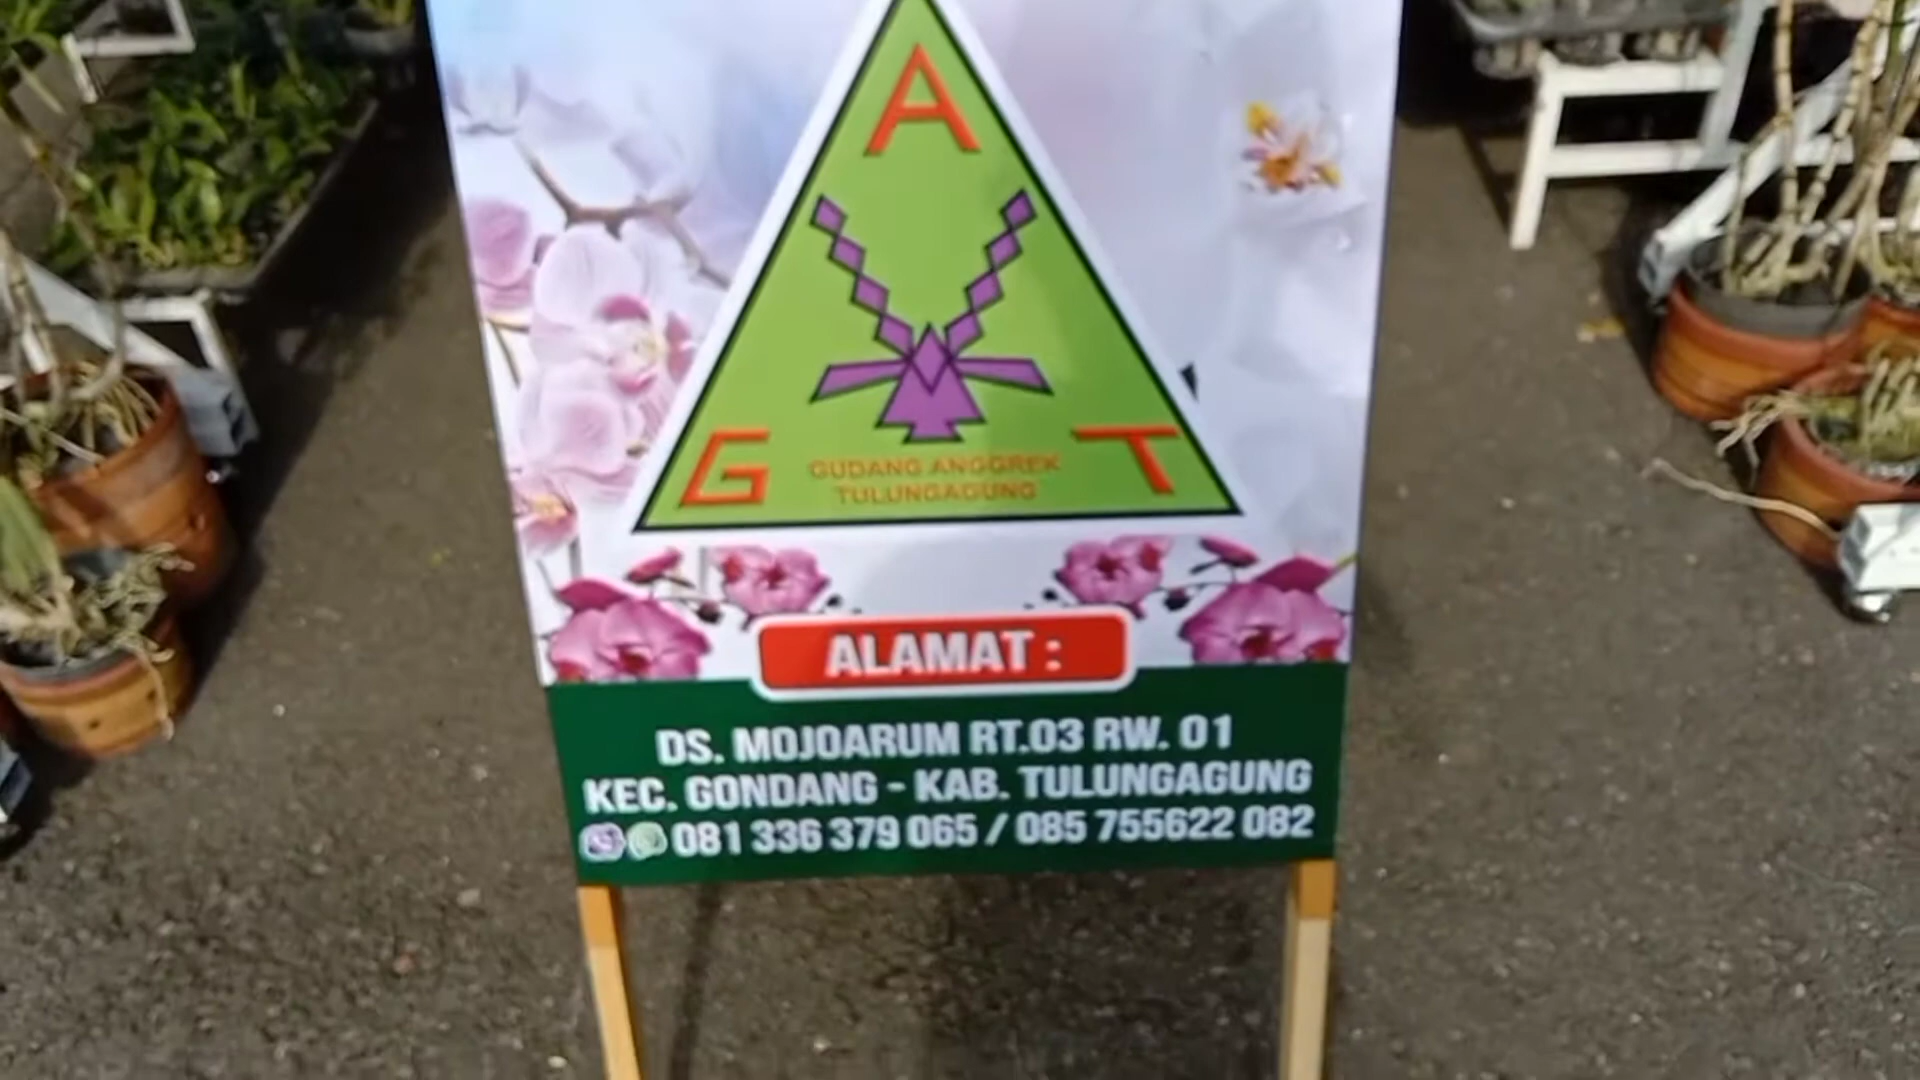 A
G T
GUDANG ANGGREK
TULUNGAGUNG
ALAMAT :
DS. MOJOARUM RT.03 RW. 01
KEC. GONDANG - KAB. TULUNGAGUNG
081 336 379 065 / 085 755622 082